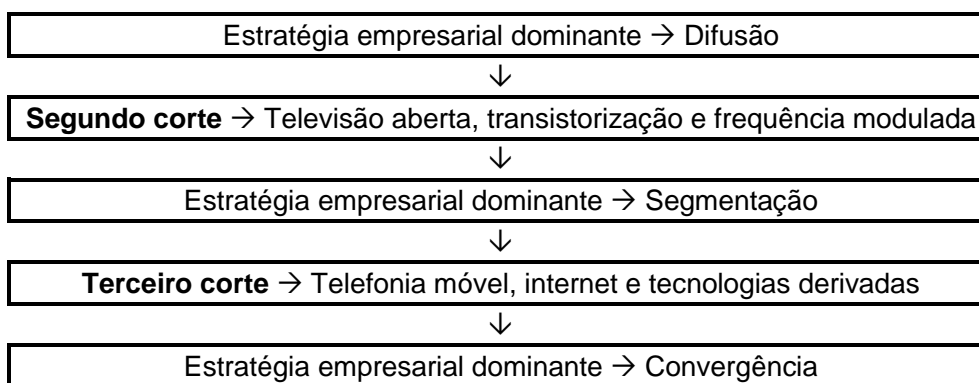 Estratégia empresarial dominante → Difusão
↓
Segundo corte → Televisão aberta, transistorização e frequência modulada
↓
Estratégia empresarial dominante → Segmentação
↓
Terceiro corte → Telefonia móvel, internet e tecnologias derivadas
↓
Estratégia empresarial dominante → Convergência